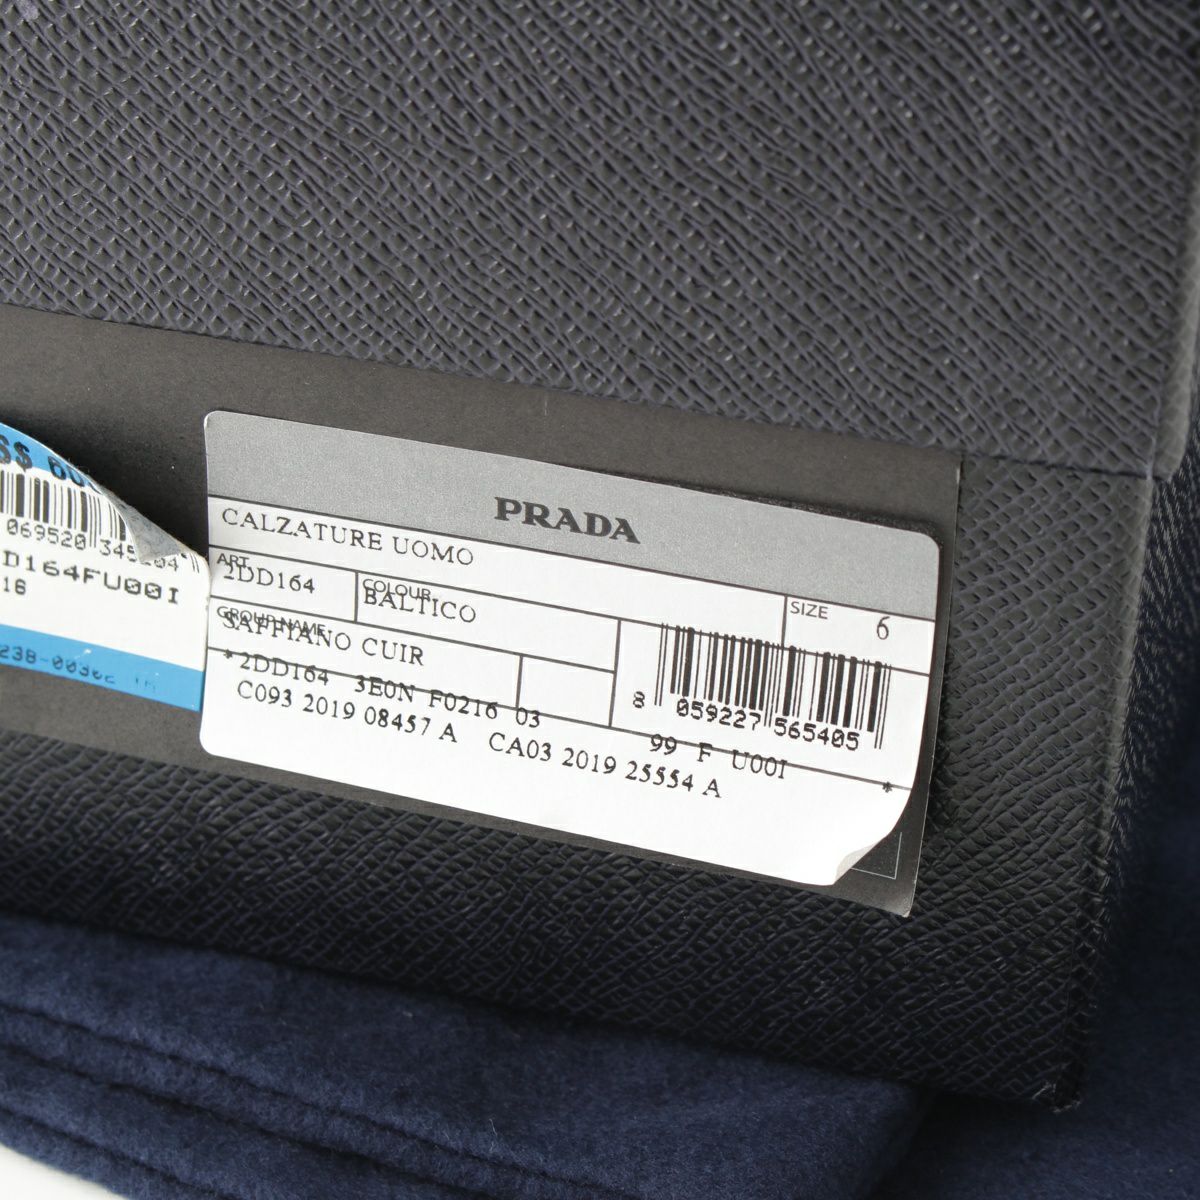 PRADA
CALZATURE UOMO
ART.
2DD164
COLOUR
BALTICO
SIZE
6
GROUP NAME
SAFFIANO CUIR
*2DD164 3E0N F0216 03
99 F U00I *
C093 2019 08457 A CA03 2019 25554 A
8 059227 565405
069520
D164FU00I
16